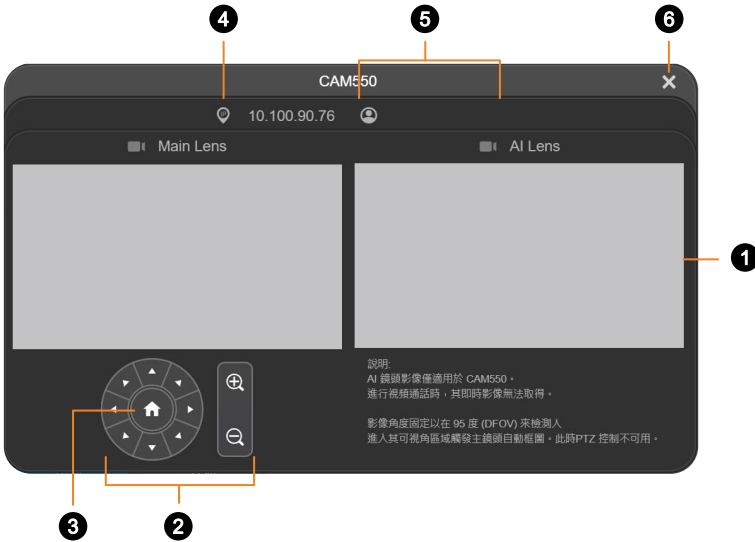 4
5
6
CAM550
IP 10.100.90.76
Main Lens
AI Lens
1
說明:
AI 鏡頭影像僅適用於 CAM550。
進行視頻通話時，其即時影像無法取得。
影像角度固定以在 95 度 (DFOV) 來檢測人
進入其可視角區域觸發主鏡頭自動框圍。此時PTZ 控制不可用。
3
2